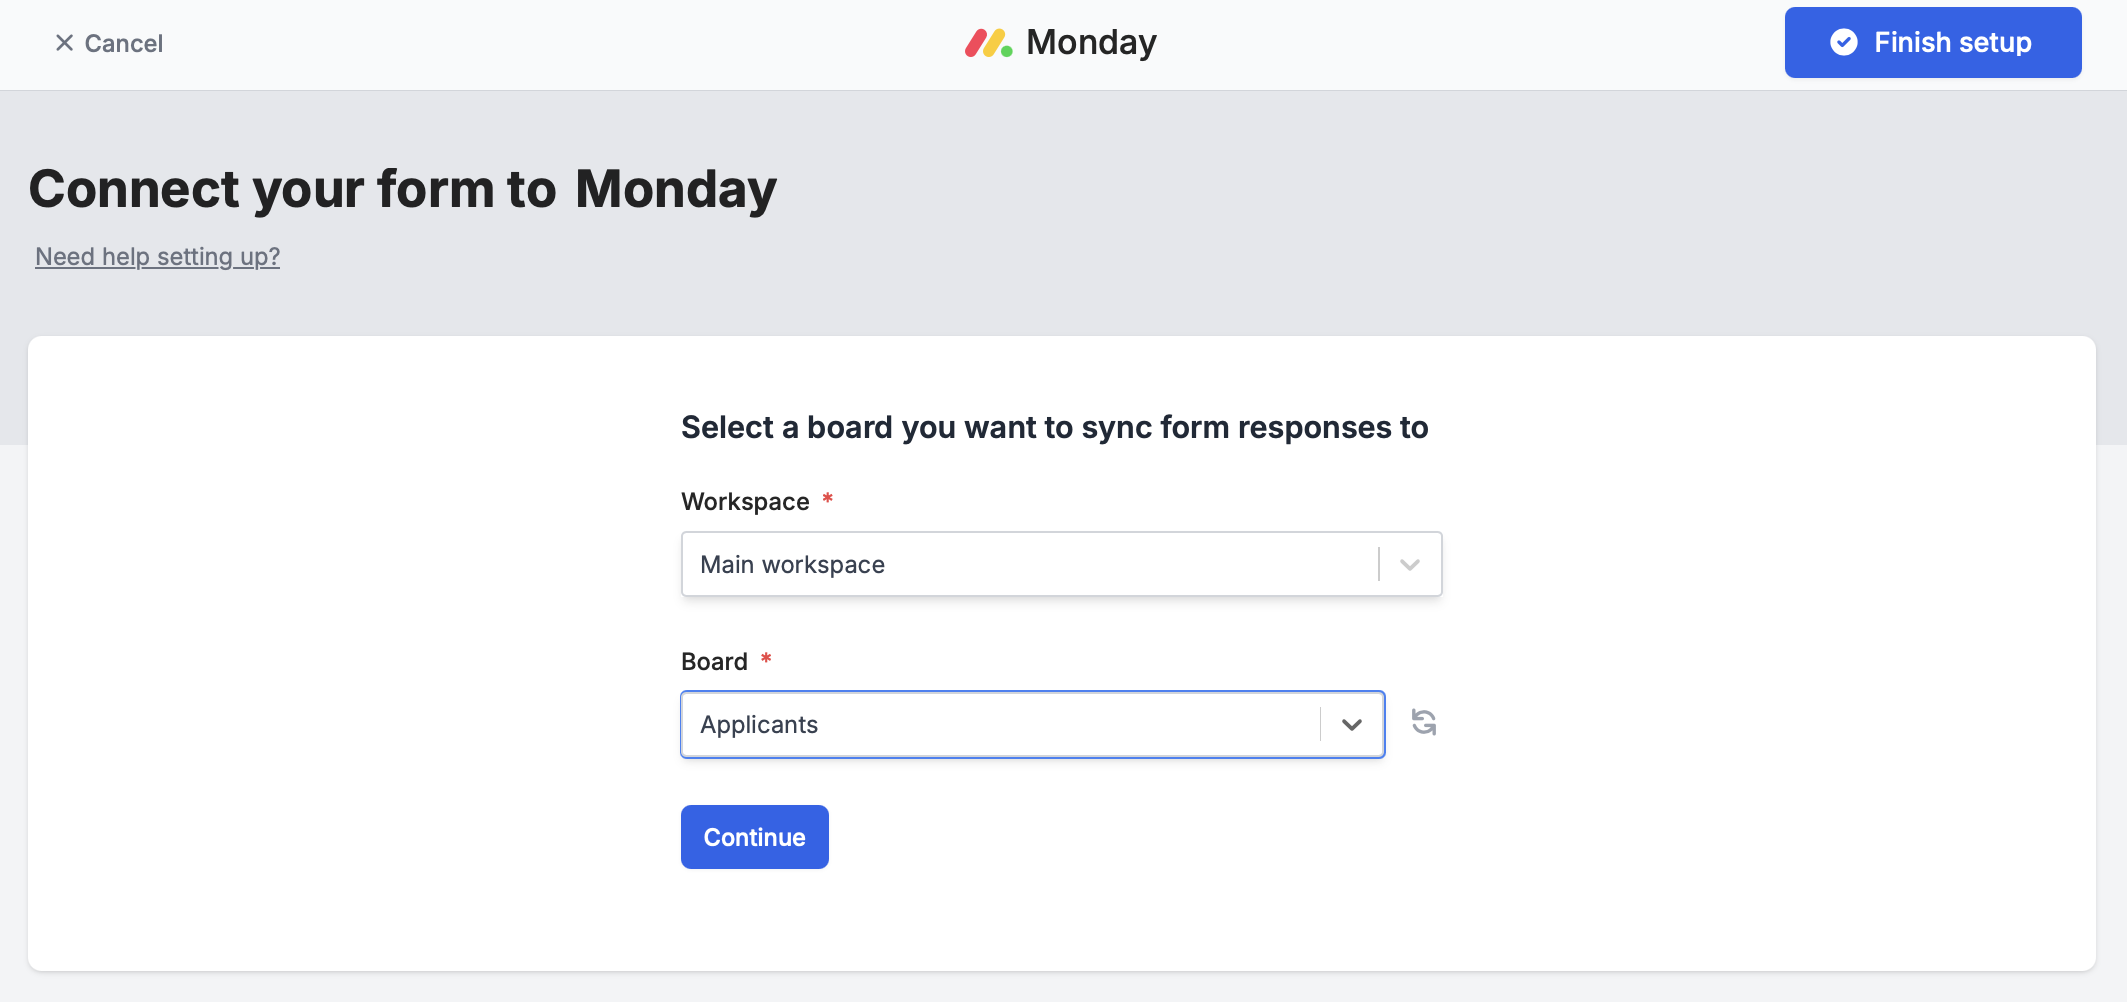 Cancel
Monday
Finish setup
Connect your form to Monday
Need help setting up?
Select a board you want to sync form responses to
Workspace *
Main workspace
Board *
Applicants
Continue